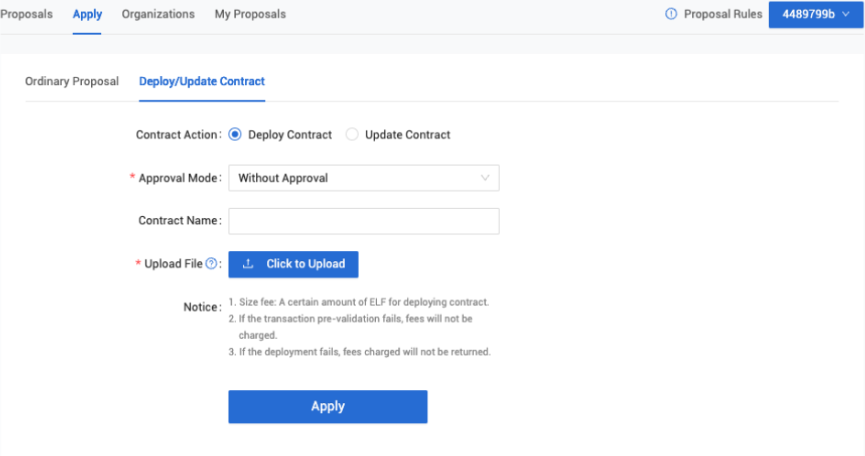 Proposals Apply Organizations My Proposals Proposal Rules 4489799b
Ordinary Proposal Deploy/Update Contract
Contract Action: Deploy Contract Update Contract
* Approval Mode: Without Approval
Contract Name:
* Upload File ?: Click to Upload
Notice: 1. Size fee: A certain amount of ELF for deploying contract.
2. If the transaction pre-validation fails, fees will not be
charged.
3. If the deployment fails, fees charged will not be returned.
Apply